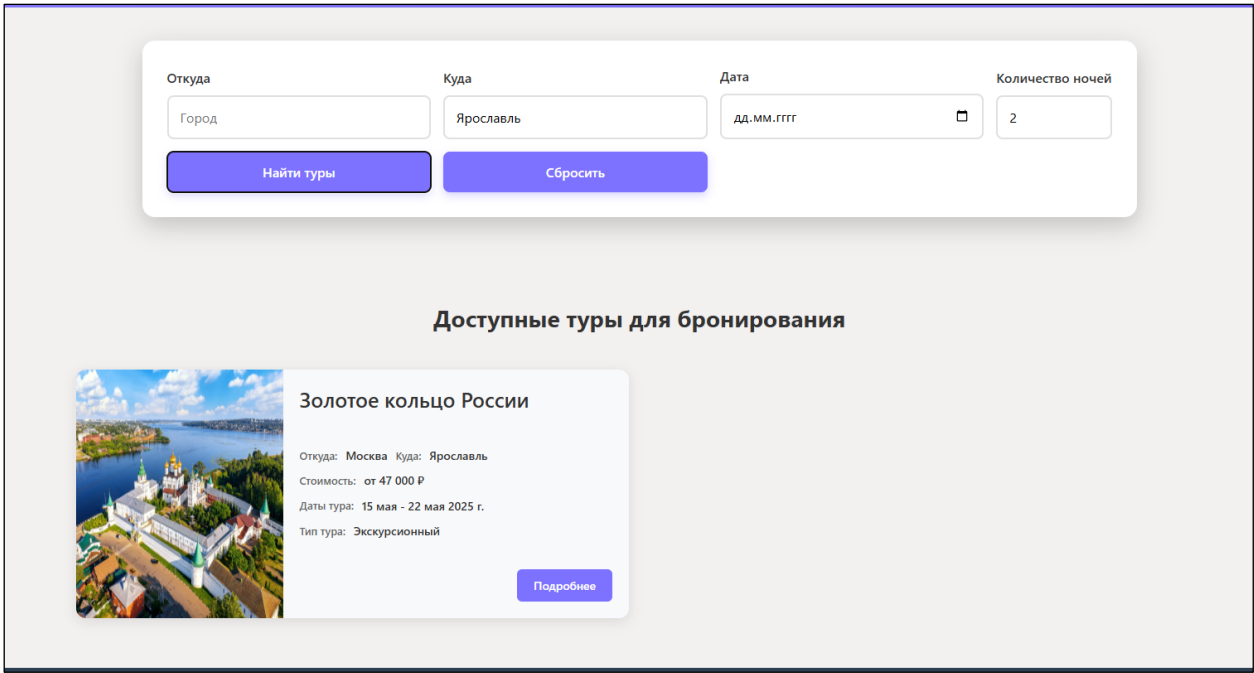 Откуда
Куда
Дата
Количество ночей
Город
Ярославль
дд.мм.гггг
2
Найти туры
Сбросить
Доступные туры для бронирования
Золотое кольцо России
Откуда: Москва Куда: Ярославль
Стоимость: от 47 000 ₽
Даты тура: 15 мая - 22 мая 2025 г.
Тип тура: Экскурсионный
Подробнее